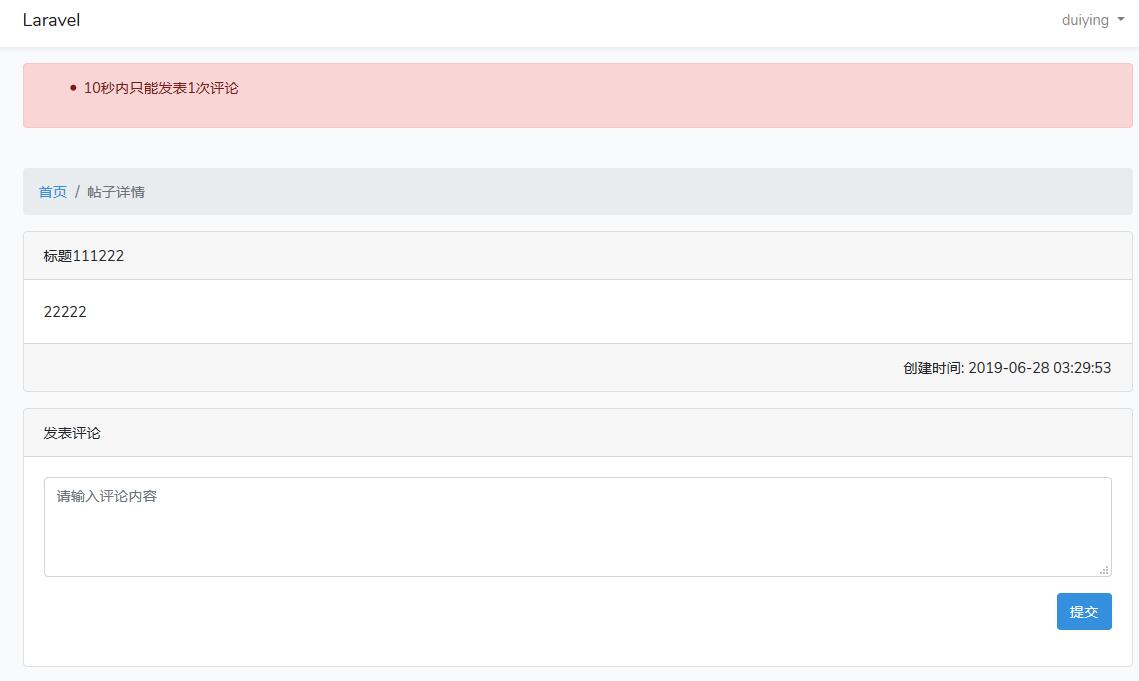 Laravel
duiying
10秒内只能发表1次评论
首页 / 帖子详情
标题111222
22222
创建时间: 2019-06-28 03:29:53
发表评论
请输入评论内容
提交